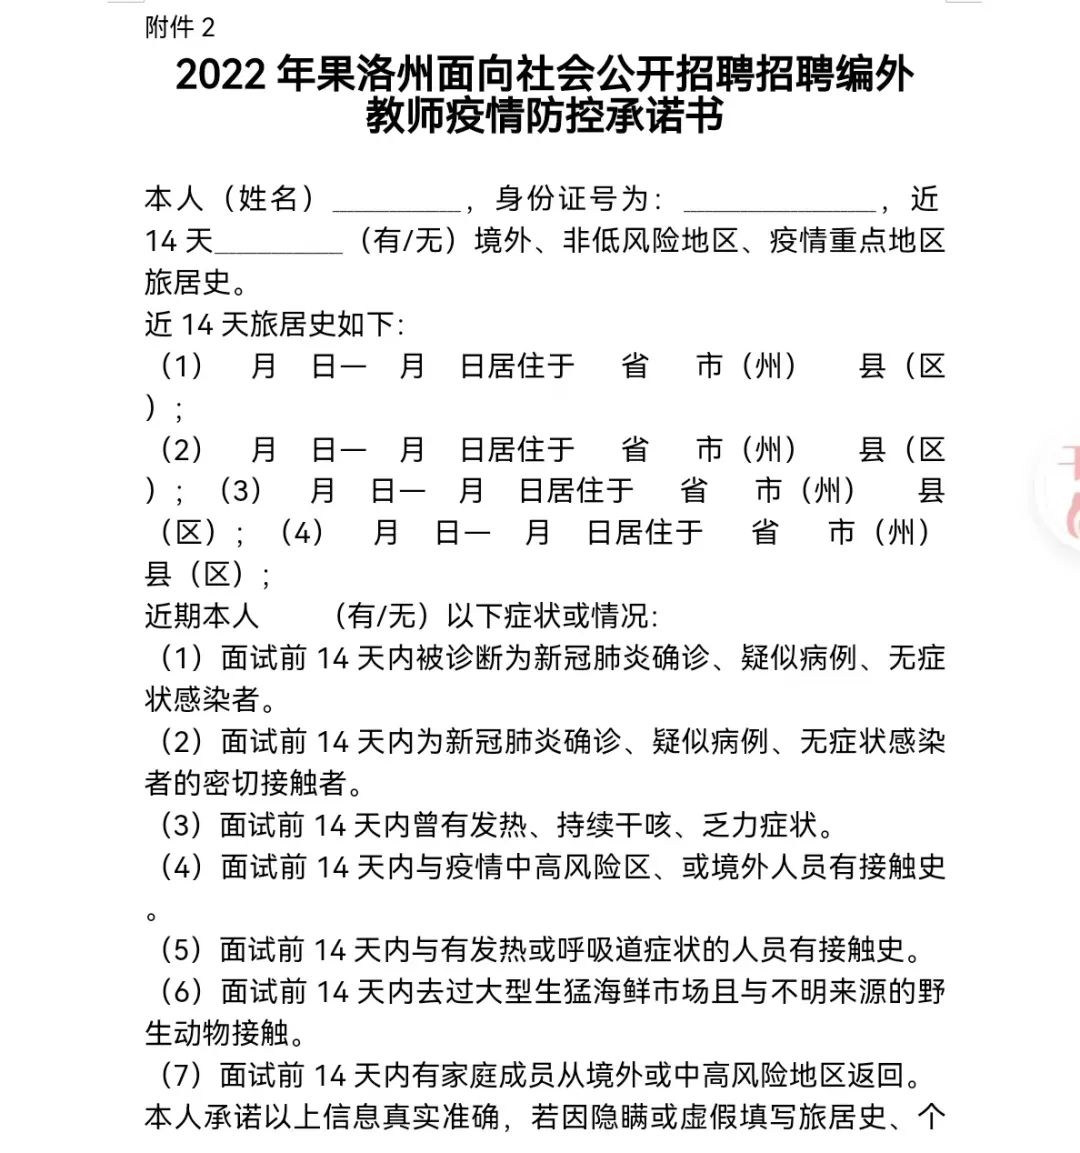 附件 2
2022 年果洛州面向社会公开招聘招聘编外
教师疫情防控承诺书
本人（姓名）__________，身份证号为：_______________，近
14 天__________（有/无）境外、非低风险地区、疫情重点地区
旅居史。
近 14 天旅居史如下：
（1）　月　日—　月　日居住于　省　市（州）　县（区
）；
（2）　月　日—　月　日居住于　省　市（州）　县（区
）；（3）　月　日—　月　日居住于　省　市（州）　县
（区）；（4）　月　日—　月　日居住于　省　市（州）
县（区）；
近期本人　　（有/无）以下症状或情况：
（1）面试前 14 天内被诊断为新冠肺炎确诊、疑似病例、无症
状感染者。
（2）面试前 14 天内为新冠肺炎确诊、疑似病例、无症状感染
者的密切接触者。
（3）面试前 14 天内曾有发热、持续干咳、乏力症状。
（4）面试前 14 天内与疫情中高风险区、或境外人员有接触史
。
（5）面试前 14 天内与有发热或呼吸道症状的人员有接触史。
（6）面试前 14 天内去过大型生猛海鲜市场且与不明来源的野
生动物接触。
（7）面试前 14 天内有家庭成员从境外或中高风险地区返回。
本人承诺以上信息真实准确，若因隐瞒或虚假填写旅居史、个